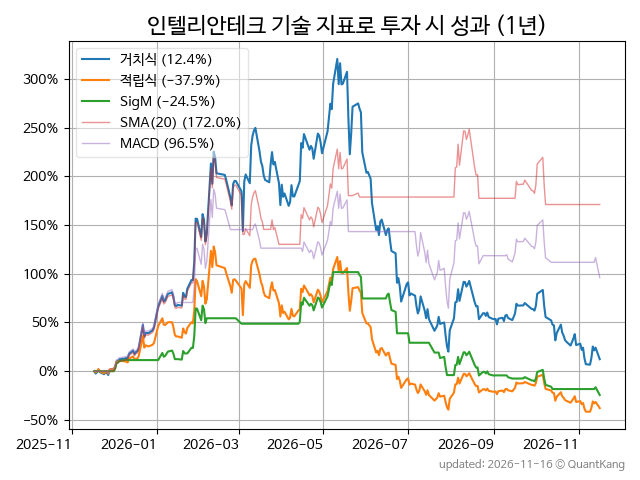 인텔리안테크 기술 지표로 투자 시 성과 (1년)
거치식 (12.4%)
적립식 (-37.9%)
SigM (-24.5%)
SMA(20) (172.0%)
MACD (96.5%)
300%
250%
200%
150%
100%
50%
0%
-50%
2025-11
2026-01
2026-03
2026-05
2026-07
2026-09
2026-11
updated: 2026-11-16 © QuantKang